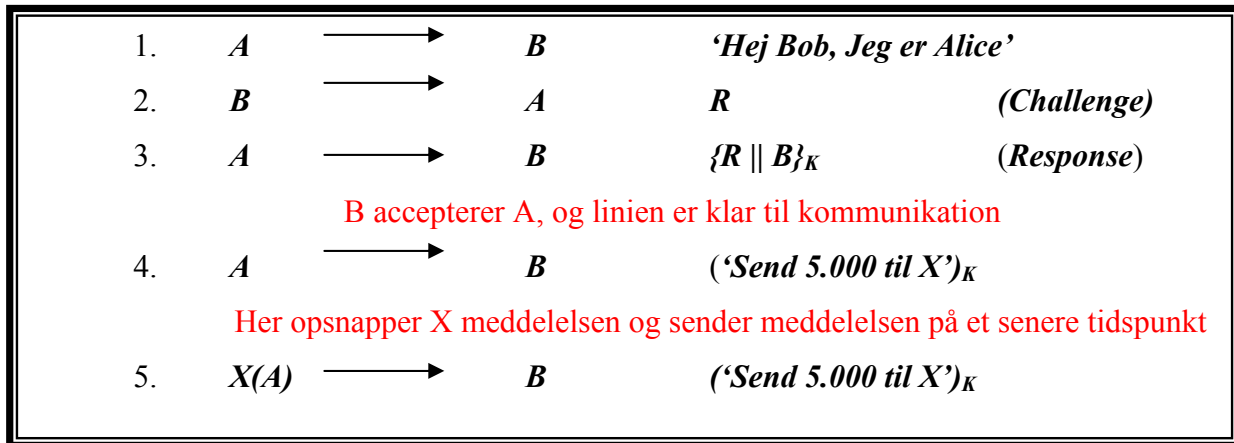 1. A B ‘Hej Bob, Jeg er Alice’
2. B A R (Challenge)
3. A B {R || B}K (Response)
B accepterer A, og linien er klar til kommunikation
4. A B (‘Send 5.000 til X’)K
Her opsnapper X meddelelsen og sender meddelelsen på et senere tidspunkt
5. X(A) B (‘Send 5.000 til X’)K